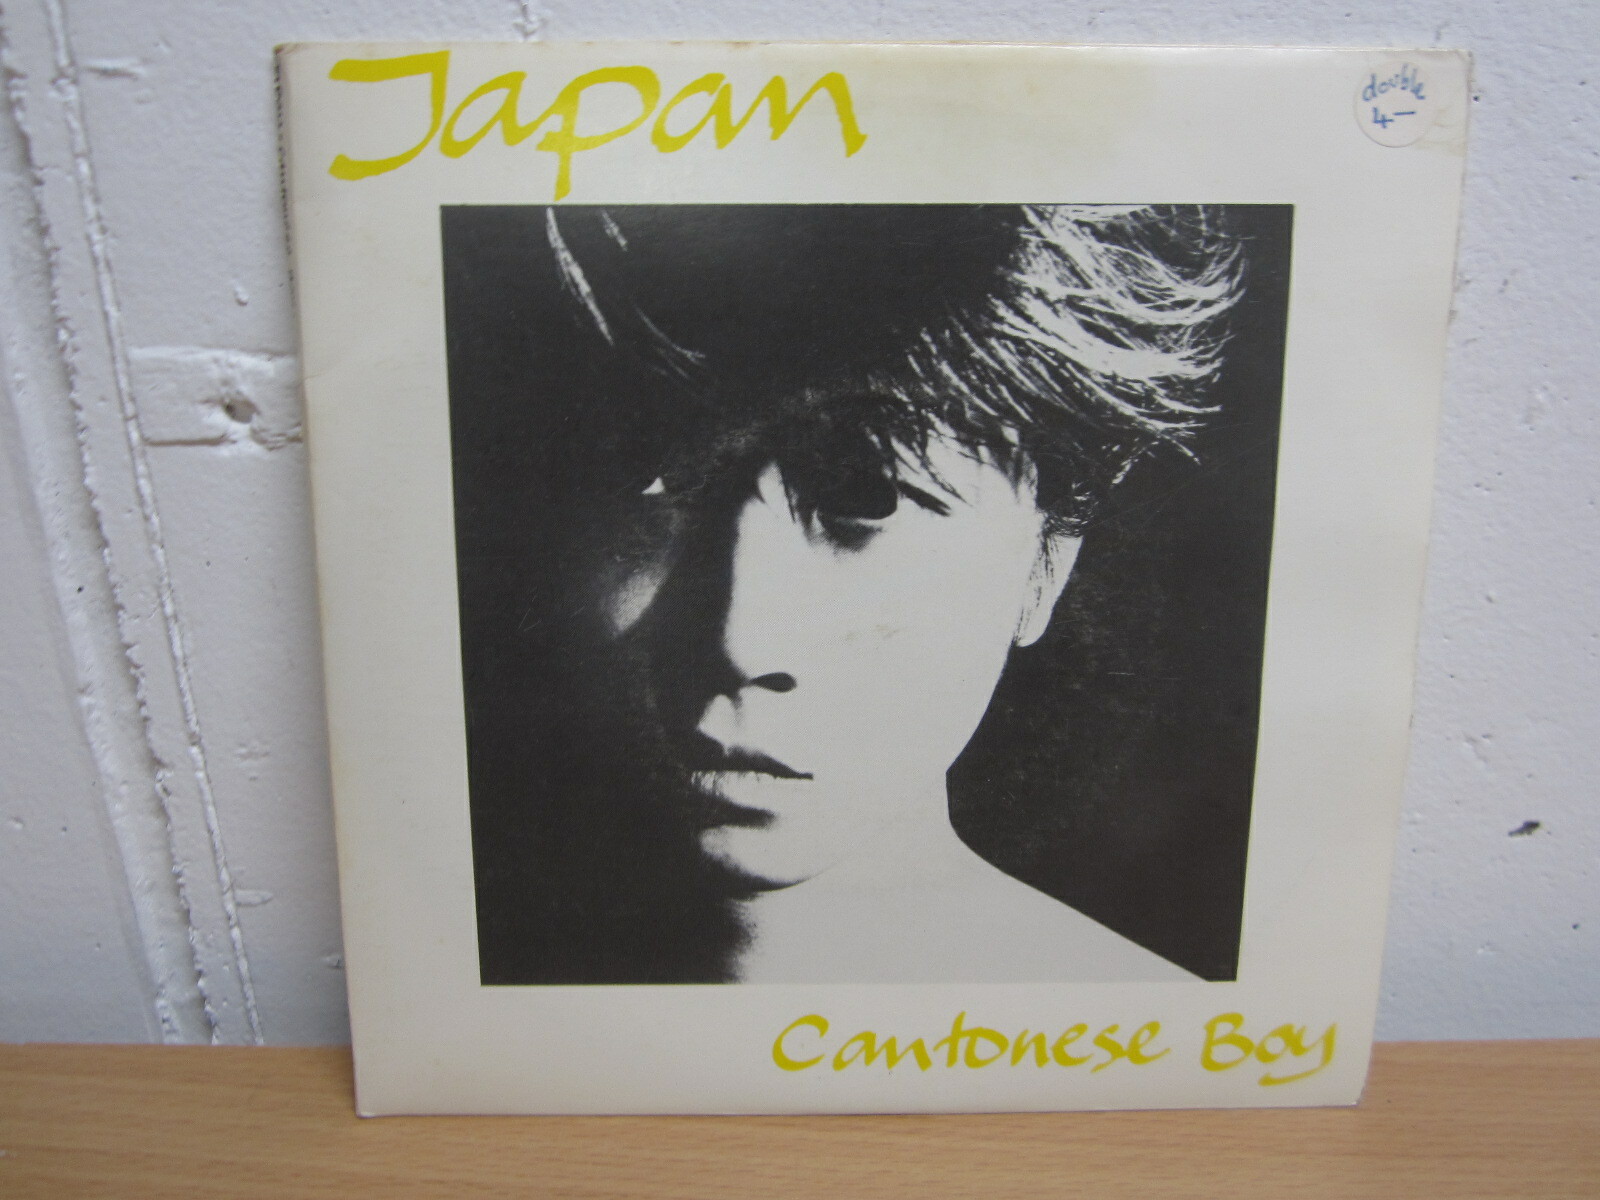 Japan
double
4—
Cantonese Boy